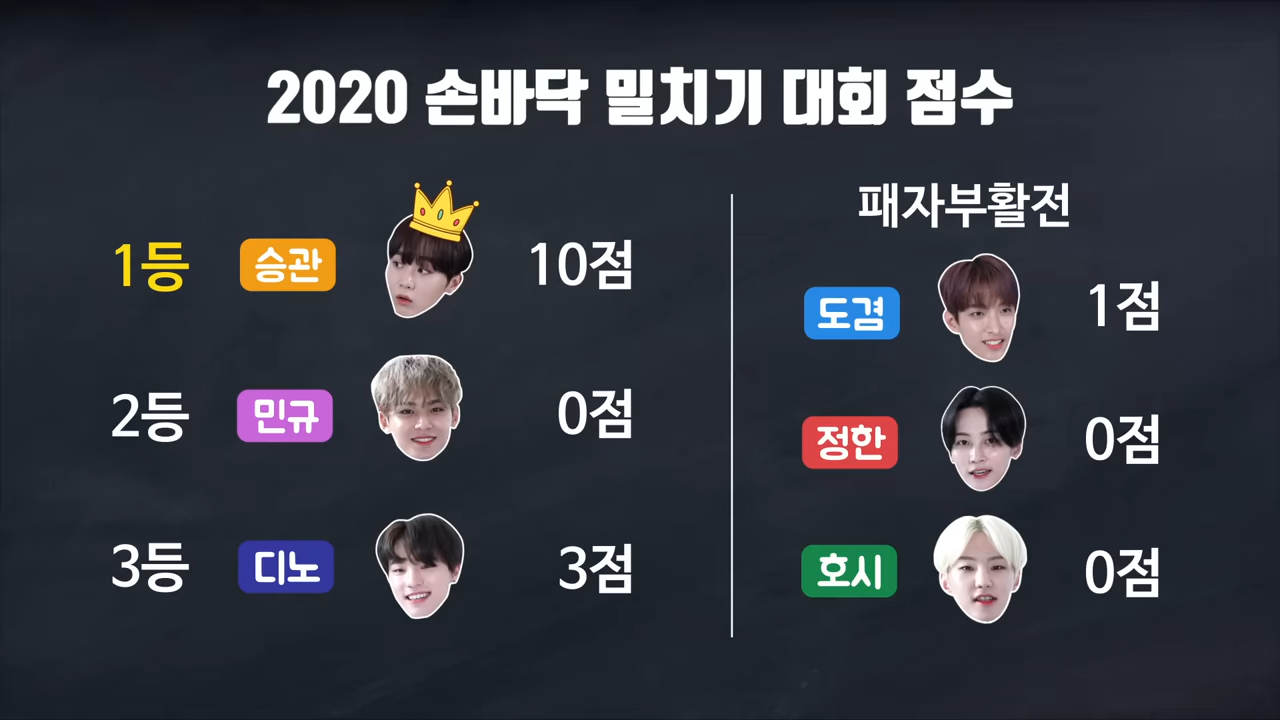 2020 손바닥 밀치기 대회 점수
1등 승관 10점
2등 민규 0점
3등 디노 3점
패자부활전
도겸 1점
정한 0점
호시 0점